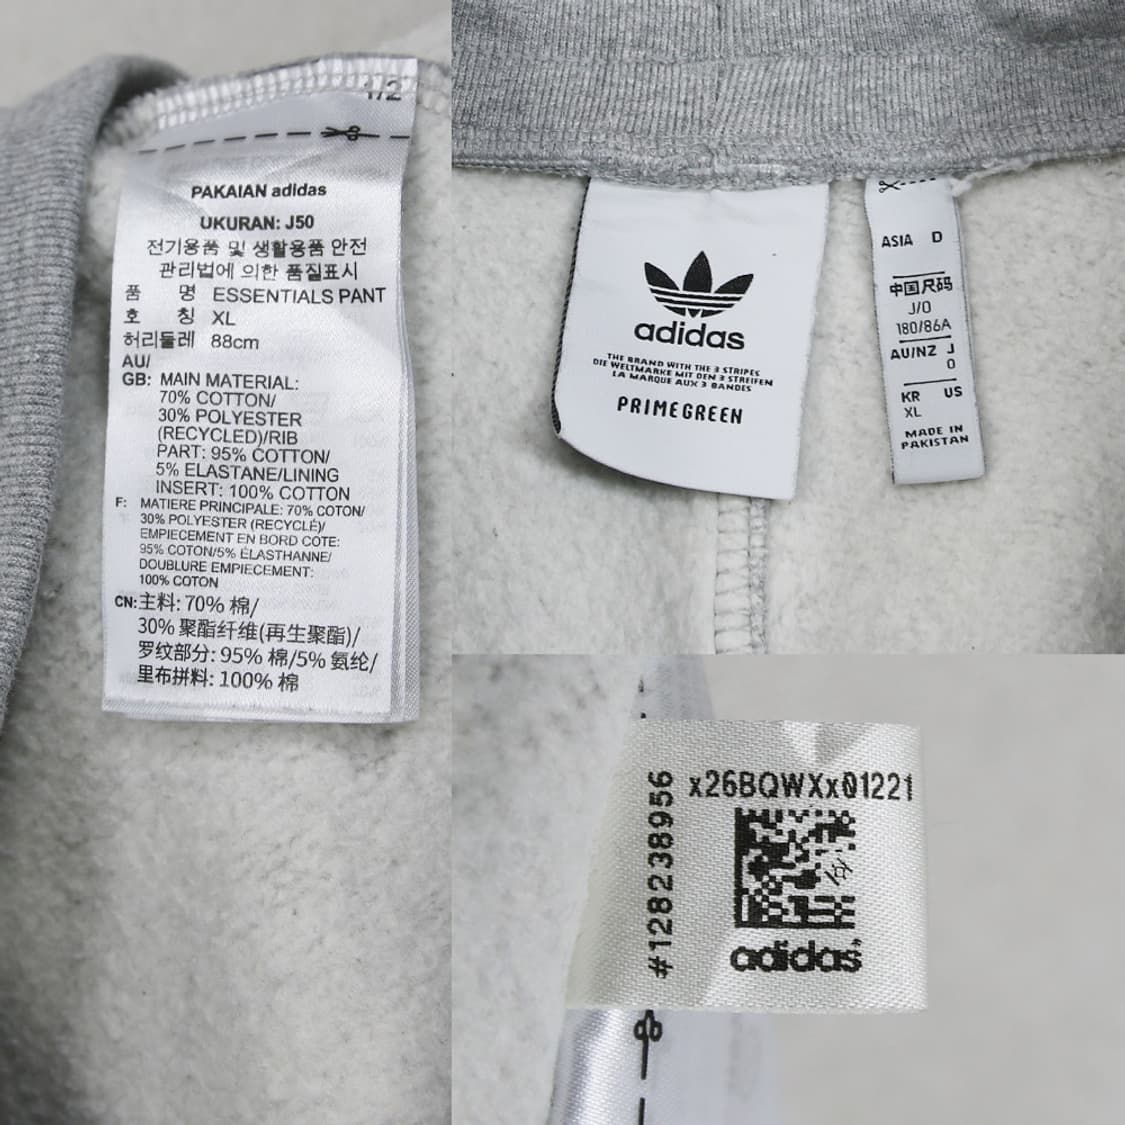 1/2
PAKAIAN adidas
UKURAN: J50
전기용품 및 생활용품 안전
관리법에 의한 품질표시
품 명 ESSENTIALS PANT
호 칭 XL
허리둘레 88cm
AU/
GB: MAIN MATERIAL:
70% COTTON/
30% POLYESTER
(RECYCLED)/RIB
PART: 95% COTTON/
5% ELASTANE/LINING
INSERT: 100% COTTON
F: MATIERE PRINCIPALE: 70% COTON/
30% POLYESTER (RECYCLÉ)/
EMPIECEMENT EN BORD COTE:
95% COTON/5% ÉLASTHANNE/
DOUBLURE EMPIECEMENT:
100% COTON
CN: 主料: 70% 棉/
30% 聚酯纤维(再生聚酯)/
罗纹部分: 95% 棉/5% 氨纶/
里布拼料: 100% 棉
adidas
THE BRAND WITH THE 3 STRIPES
DIE WELTMARKE MIT DEN 3 STREIFEN
LA MARQUE AUX 3 BANDES
PRIMEGREEN
ASIA D
中国尺码
J/0
180/86A
AU/NZ J
0
KR US
XL
MADE IN
PAKISTAN
#128238956
x26BQWXx01221
adidas